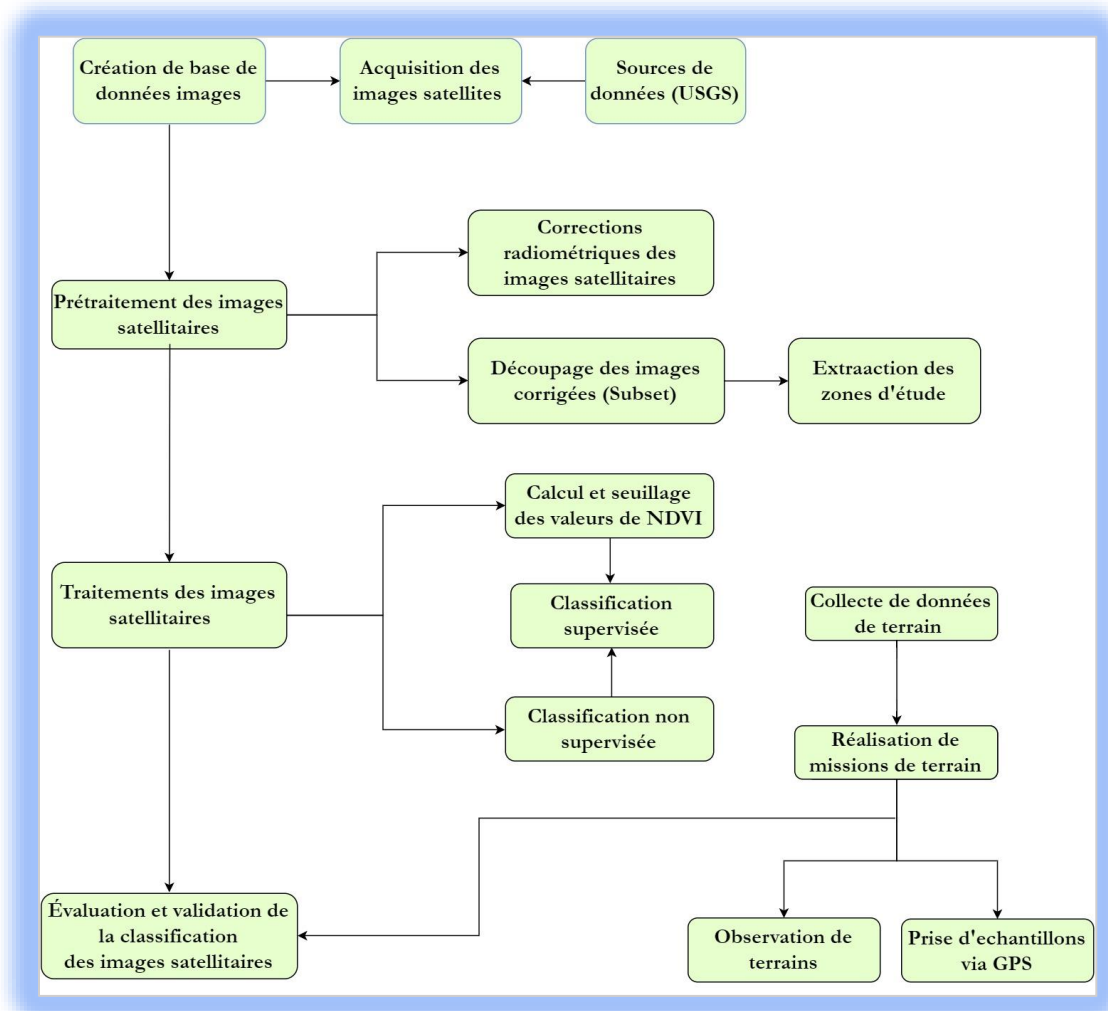 Création de base de
données images
Acquisition des
images satellites
Sources de
données (USGS)
Corrections
radiométriques des
images satellitaires
Prétraitement des images
satellitaires
Découpage des images
corrigées (Subset)
Extraaction des
zones d'étude
Calcul et seuillage
des valeurs de NDVI
Traitements des images
satellitaires
Classification
supervisée
Collecte de données
de terrain
Classification non
supervisée
Réalisation de
missions de terrain
Évaluation et validation de
la classification
des images satellitaires
Observation de
terrains
Prise d'echantillons
via GPS